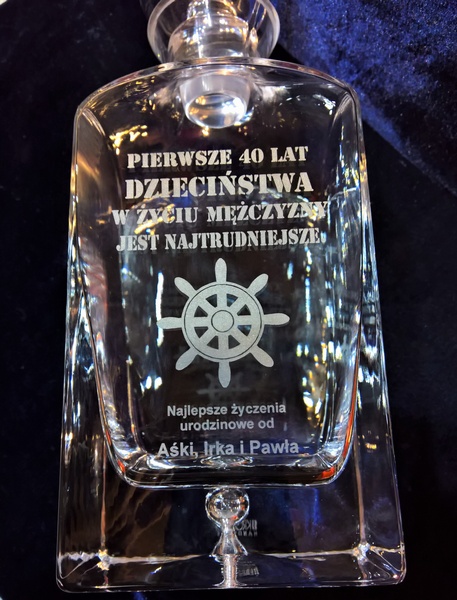 PIERWSZE 40 LAT
DZIECIŃSTWA
W ŻYCIU MĘŻCZYZNY
JEST NAJTRUDNIEJSZE
Najlepsze życzenia
urodzinowe od
Aśki, Irka i Pawła